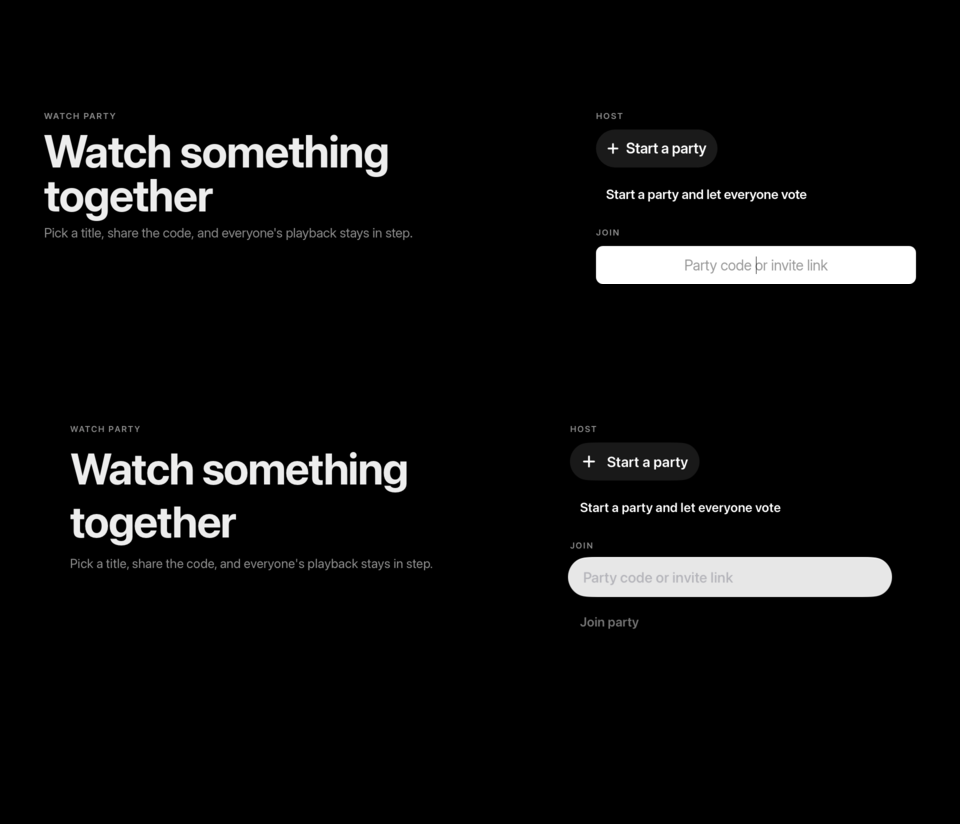 WATCH PARTY
Watch something
together
Pick a title, share the code, and everyone's playback stays in step.
HOST
+ Start a party
Start a party and let everyone vote
JOIN
Party code or invite link
WATCH PARTY
Watch something
together
Pick a title, share the code, and everyone's playback stays in step.
HOST
+ Start a party
Start a party and let everyone vote
JOIN
Party code or invite link
Join party